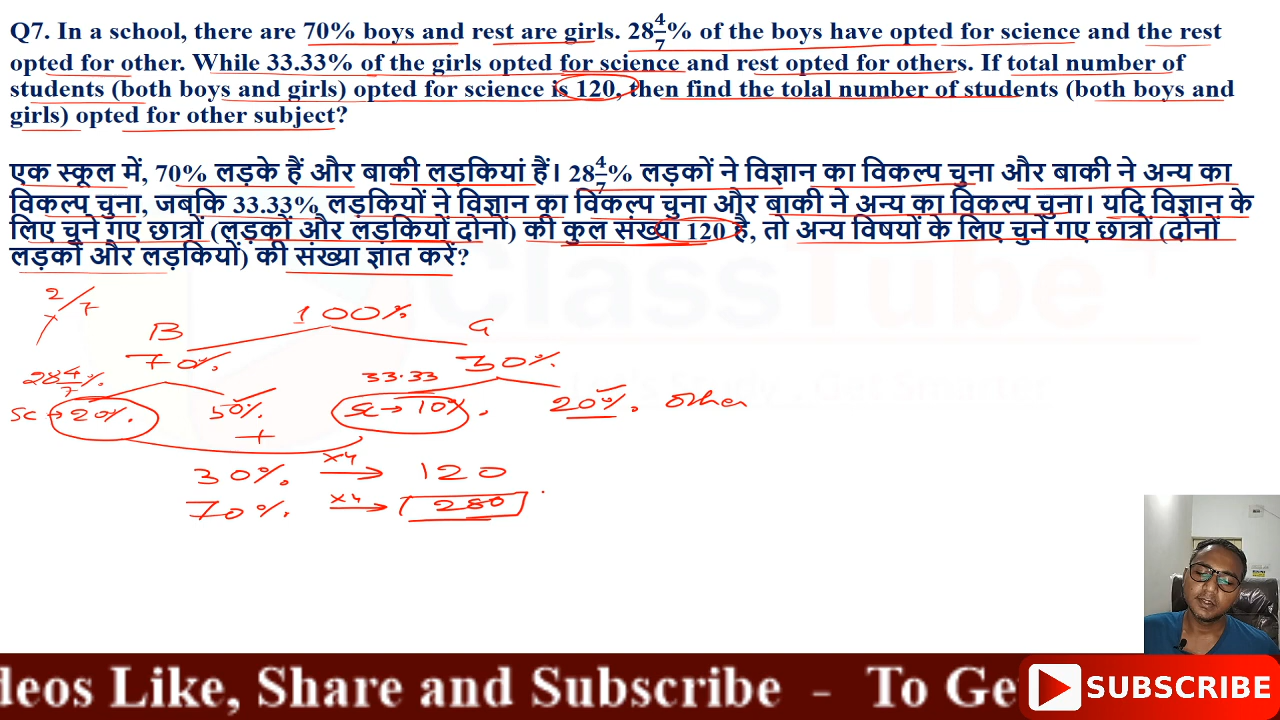 Q7. In a school, there are 70% boys and rest are girls. 28 4/7% of the boys have opted for science and the rest
opted for other. While 33.33% of the girls opted for science and rest opted for others. If total number of
students (both boys and girls) opted for science is 120, then find the tolal number of students (both boys and
girls) opted for other subject?
एक स्कूल में, 70% लड़के हैं और बाकी लड़कियां हैं। 28 4/7% लड़कों ने विज्ञान का विकल्प चुना और बाकी ने अन्य का
विकल्प चुना, जबकि 33.33% लड़कियों ने विज्ञान का विकल्प चुना और बाकी ने अन्य का विकल्प चुना। यदि विज्ञान के
लिए चुने गए छात्रों (लड़कों और लड़कियों दोनों) की कुल संख्या 120 है, तो अन्य विषयों के लिए चुने गए छात्रों (दोनों
लड़कों और लड़कियों) की संख्या ज्ञात करें?
ClassTube
2/7
100%
B G
70% 30%
28 4/7% 33.33
SC → 20% 50% SC → 10%. 20%. other
+
30%. ×4 → 120
70%. ×4 → 280
deos Like, Share and Subscribe - To Ge
SUBSCRIBE